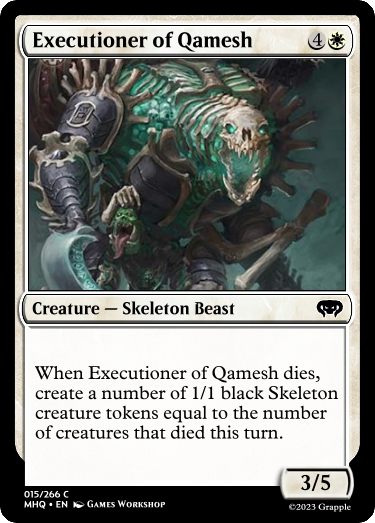 Executioner of Qamesh 4
Creature — Skeleton Beast
When Executioner of Qamesh dies,
create a number of 1/1 black Skeleton
creature tokens equal to the number
of creatures that died this turn.
3/5
015/266 C
MHQ • EN Games Workshop
©2023 Grapple